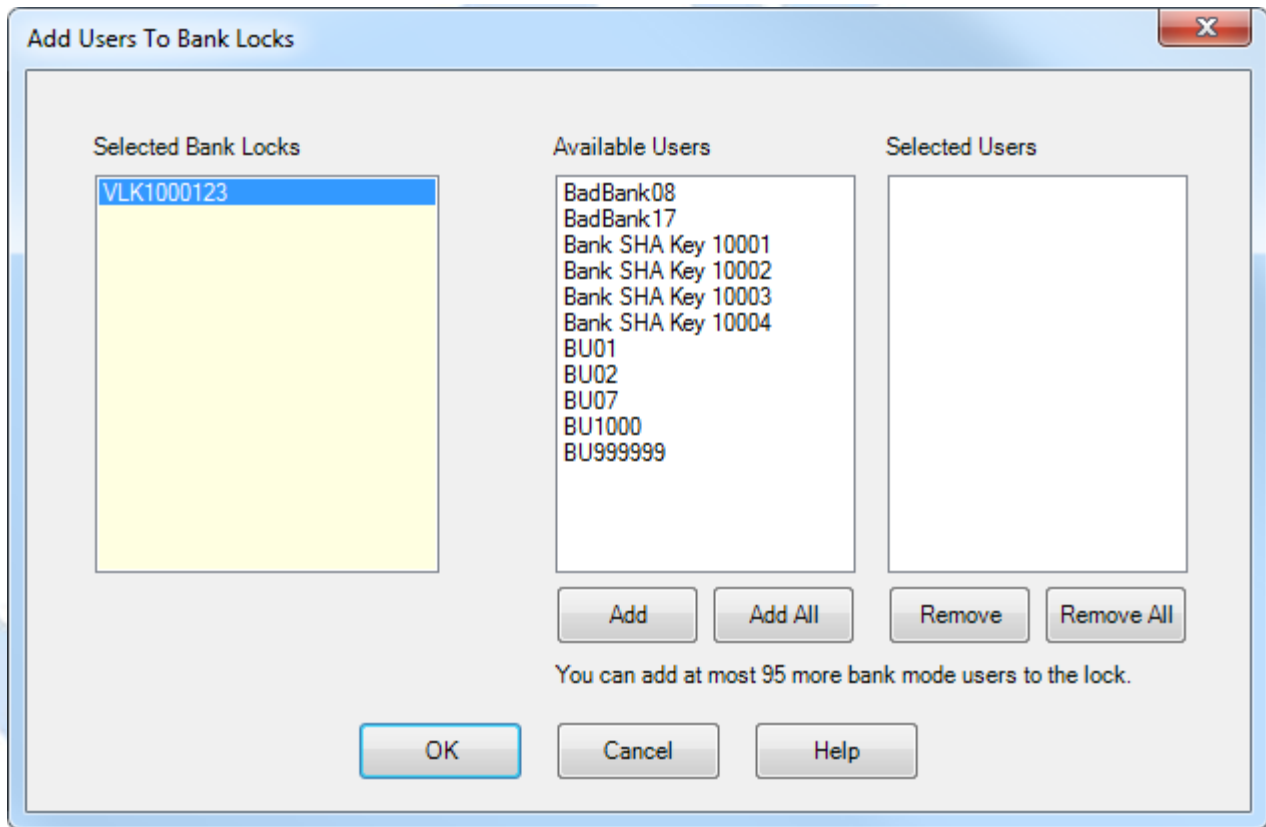 Add Users To Bank Locks
Selected Bank Locks
VLK1000123
Available Users
BadBank08
BadBank17
Bank SHA Key 10001
Bank SHA Key 10002
Bank SHA Key 10003
Bank SHA Key 10004
BU01
BU02
BU07
BU1000
BU999999
Selected Users
Add
Add All
Remove
Remove All
You can add at most 95 more bank mode users to the lock.
OK
Cancel
Help